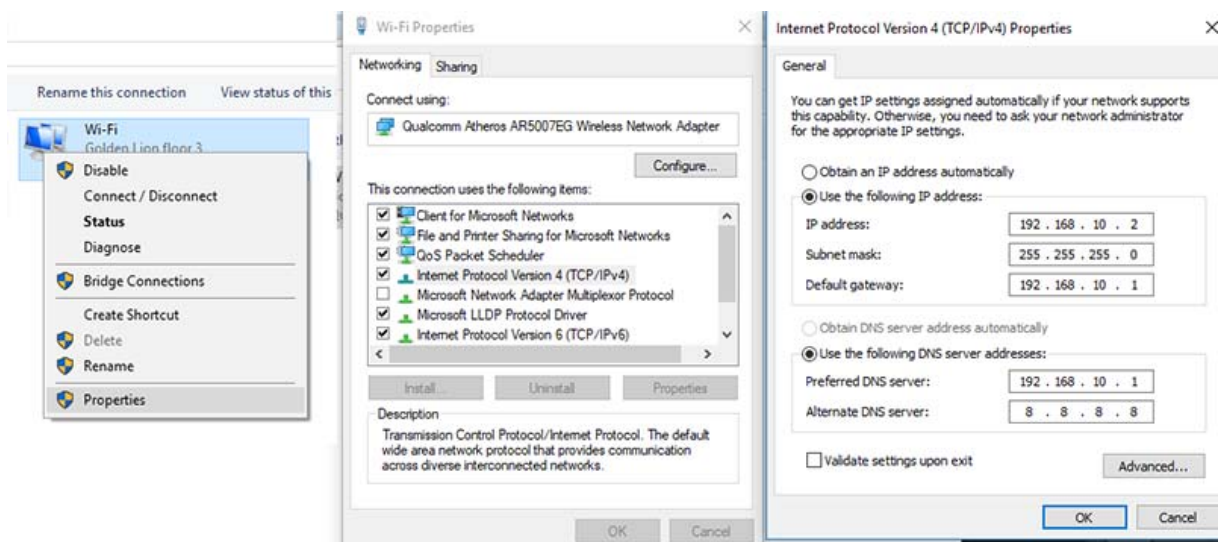 Rename this connection View status of this
Wi-Fi
Golden Lion floor 3
Disable
Connect / Disconnect
Status
Diagnose
Bridge Connections
Create Shortcut
Delete
Rename
Properties
Wi-Fi Properties
Networking Sharing
Connect using:
Qualcomm Atheros AR5007EG Wireless Network Adapter
Configure...
This connection uses the following items:
Client for Microsoft Networks
File and Printer Sharing for Microsoft Networks
QoS Packet Scheduler
Internet Protocol Version 4 (TCP/IPv4)
Microsoft Network Adapter Multiplexor Protocol
Microsoft LLDP Protocol Driver
Internet Protocol Version 6 (TCP/IPv6)
Install... Uninstall Properties
Description
Transmission Control Protocol/Internet Protocol. The default
wide area network protocol that provides communication
across diverse interconnected networks.
OK Cancel
Internet Protocol Version 4 (TCP/IPv4) Properties
General
You can get IP settings assigned automatically if your network supports
this capability. Otherwise, you need to ask your network administrator
for the appropriate IP settings.
Obtain an IP address automatically
Use the following IP address:
IP address: 192 . 168 . 10 . 2
Subnet mask: 255 . 255 . 255 . 0
Default gateway: 192 . 168 . 10 . 1
Obtain DNS server address automatically
Use the following DNS server addresses:
Preferred DNS server: 192 . 168 . 10 . 1
Alternate DNS server: 8 . 8 . 8 . 8
Validate settings upon exit
Advanced...
OK Cancel